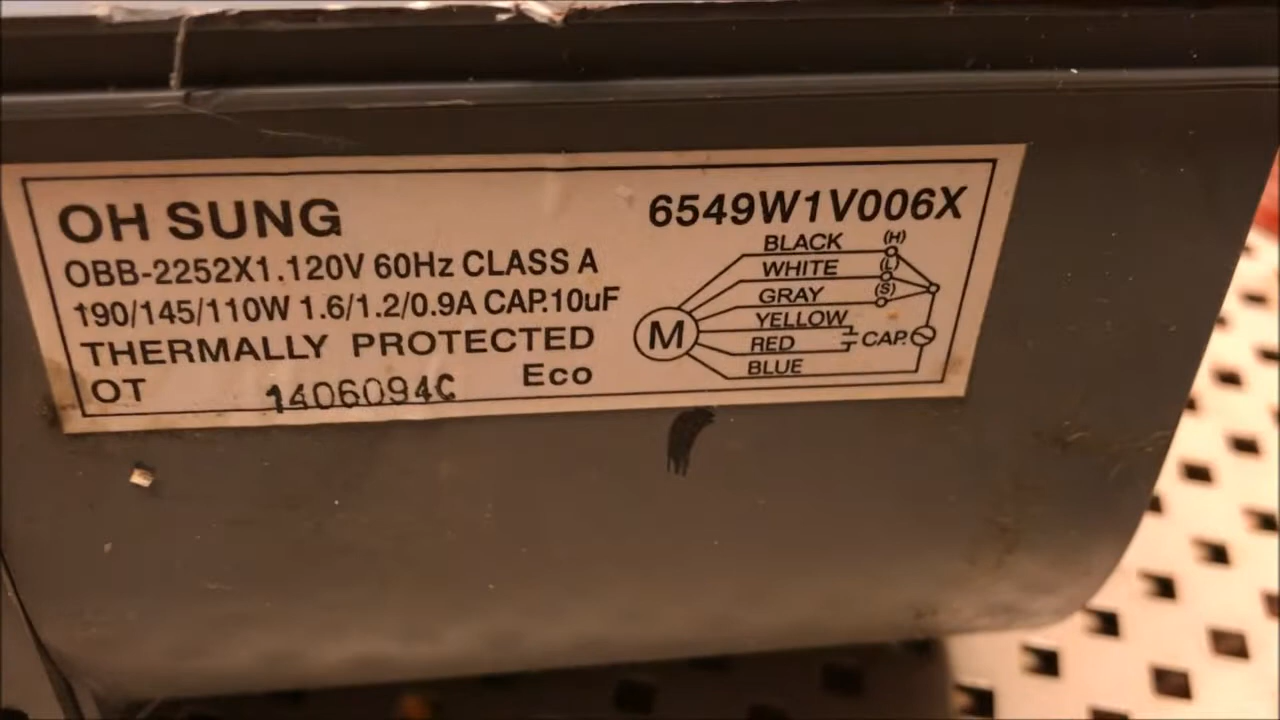 OH SUNG
OBB-2252X1.120V 60Hz CLASS A
190/145/110W 1.6/1.2/0.9A CAP.10uF
THERMALLY PROTECTED
OT 1406094C Eco
6549W1V006X
BLACK (H)
WHITE (L)
GRAY (S)
YELLOW
M RED CAP.
BLUE